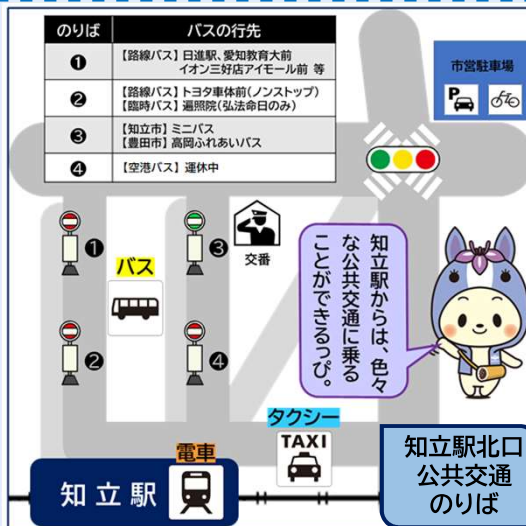 のりば バスの行先
❶ 【路線バス】日進駅、愛知教育大前
イオン三好店アイモール前 等
❷ 【路線バス】トヨタ車体前(ノンストップ)
【臨時バス】遍照院(弘法命日のみ)
❸ 【知立市】ミニバス
【豊田市】高岡ふれあいバス
❹ 【空港バス】運休中
市営駐車場
P
❶
バス
❸
交番
❷
❹
知立駅からは、色々
な公共交通に乗る
ことができるっぴ。
タクシー
TAXI
電車
知立駅
知立駅北口
公共交通
のりば